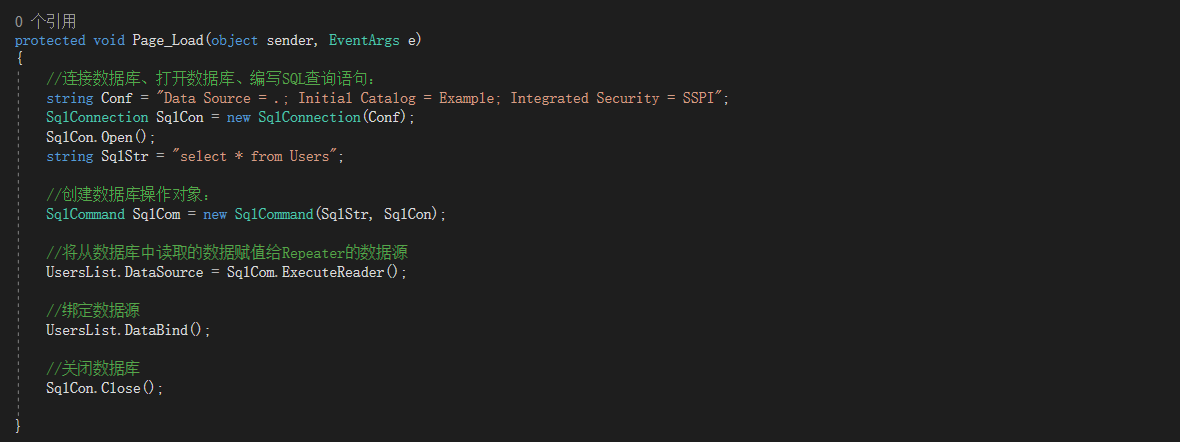 0 个引用
protected void Page_Load(object sender, EventArgs e)
{
//连接数据库、打开数据库、编写SQL查询语句:
string Conf = "Data Source = .; Initial Catalog = Example; Integrated Security = SSPI";
SqlConnection SqlCon = new SqlConnection(Conf);
SqlCon.Open();
string SqlStr = "select * from Users";
//创建数据库操作对象:
SqlCommand SqlCom = new SqlCommand(SqlStr, SqlCon);
//将从数据库中读取的数据赋值给Repeater的数据源
UsersList.DataSource = SqlCom.ExecuteReader();
//绑定数据源
UsersList.DataBind();
//关闭数据库
SqlCon.Close();
}